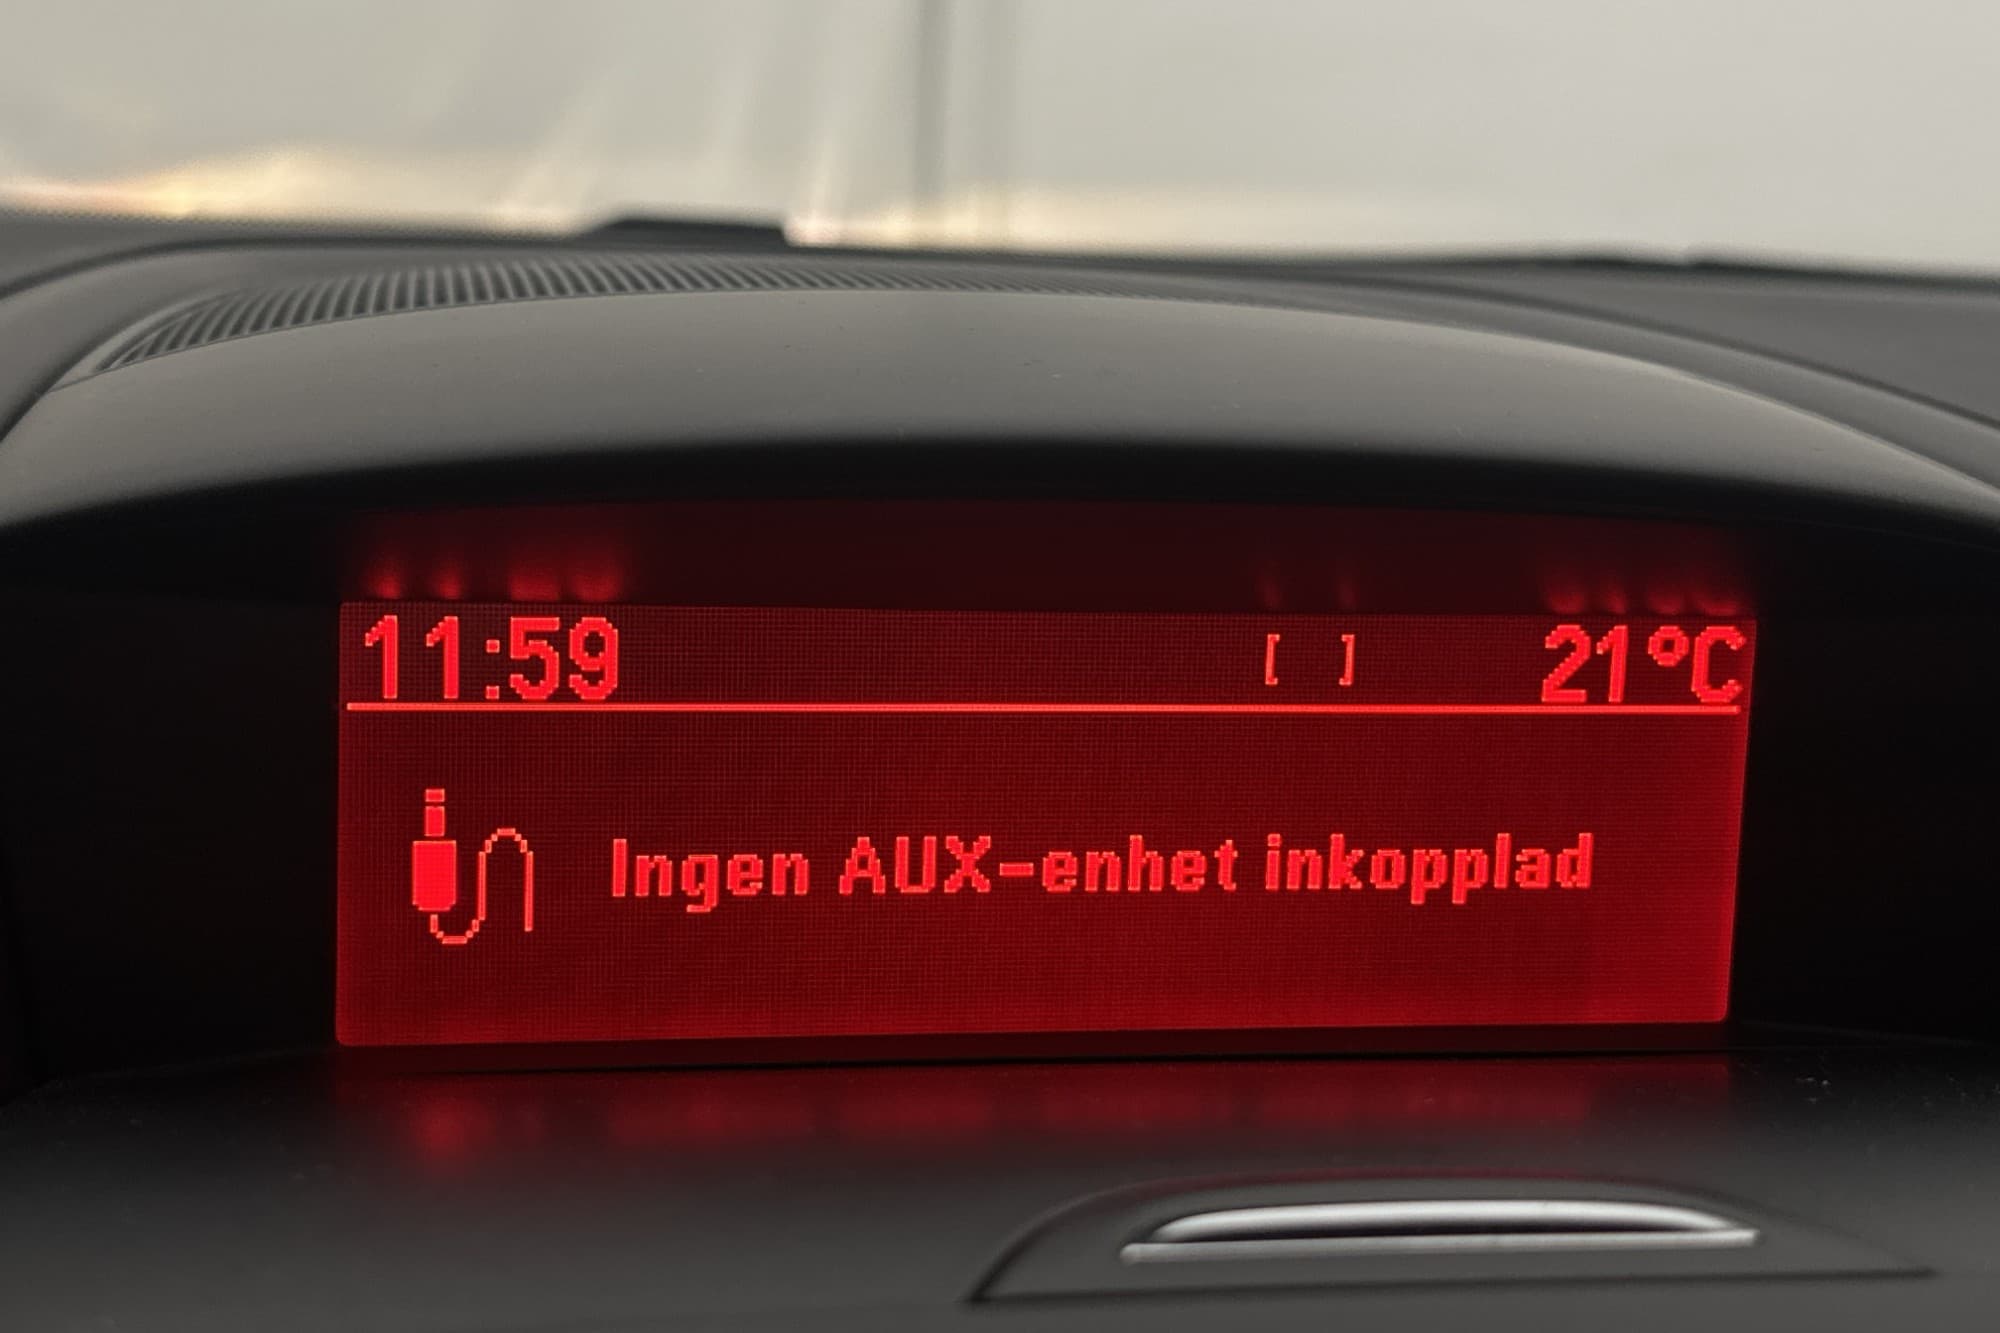 11:59 [ ] 21°C
Ingen AUX-enhet inkopplad